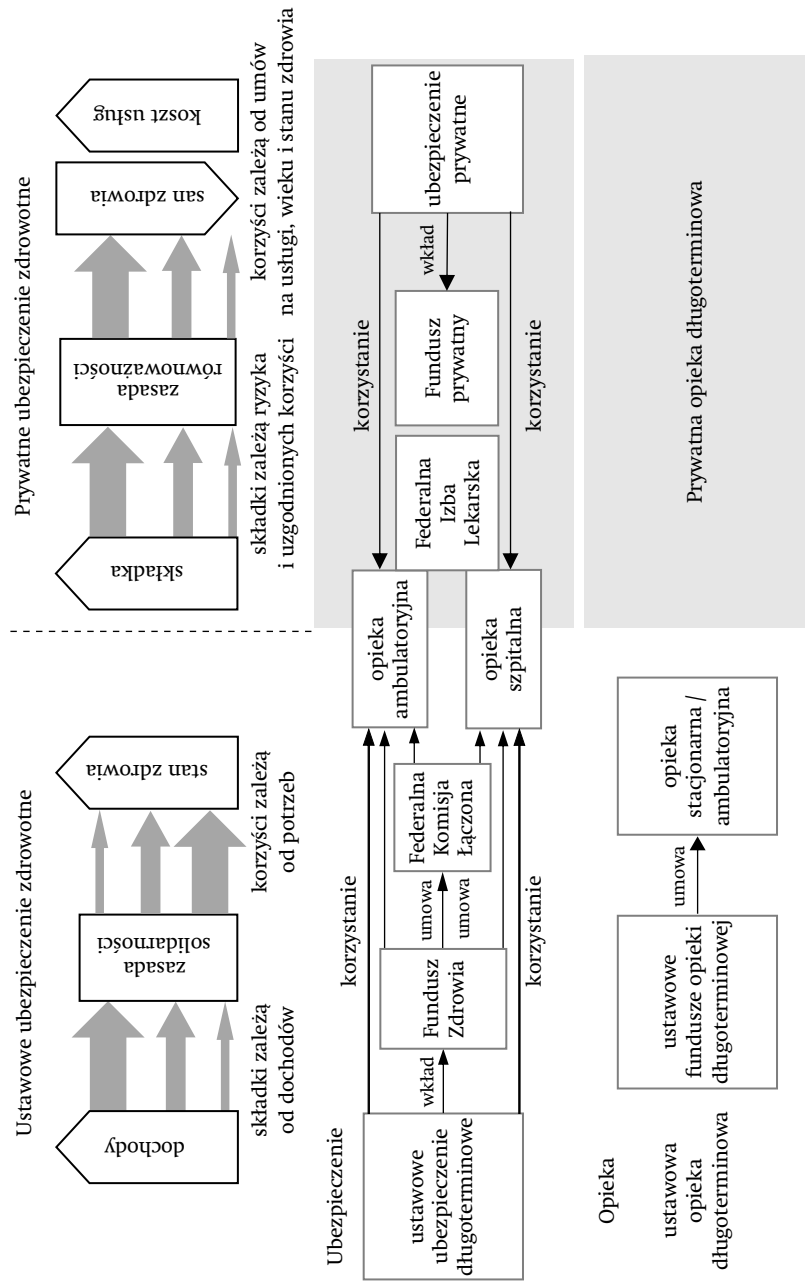 Ustawowe ubezpieczenie zdrowotne
dochody
składki zależą
od dochodów
zasada
solidarności
korzyści zależą
od potrzeb
stan zdrowia
Prywatne ubezpieczenie zdrowotne
składka
składki zależą ryzyka
i uzgodnionych korzyści
zasada
równoważności
san zdrowia
koszt usług
korzyści zależą od umów
na usługi, wieku i stanu zdrowia
Ubezpieczenie
ustawowe
ubezpieczenie
długoterminowe
korzystanie
wkład
korzystanie
Fundusz
Zdrowia
umowa
umowa
Federalna
Komisja
Łączona
opieka
ambulatoryjna
opieka
szpitalna
Federalna
Izba
Lekarska
korzystanie
Fundusz
prywatny
wkład
korzystanie
ubezpieczenie
prywatne
Opieka
ustawowa
opieka
długoterminowa
ustawowe
fundusze opieki
długoterminowej
umowa
opieka
stacjonarna/
ambulatoryjna
Prywatna opieka długoterminowa